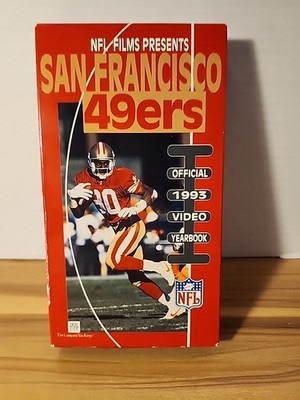 NFL FILMS PRESENTS
SAN FRANCISCO
49ers
OFFICIAL
1993
VIDEO
YEARBOOK
NFL